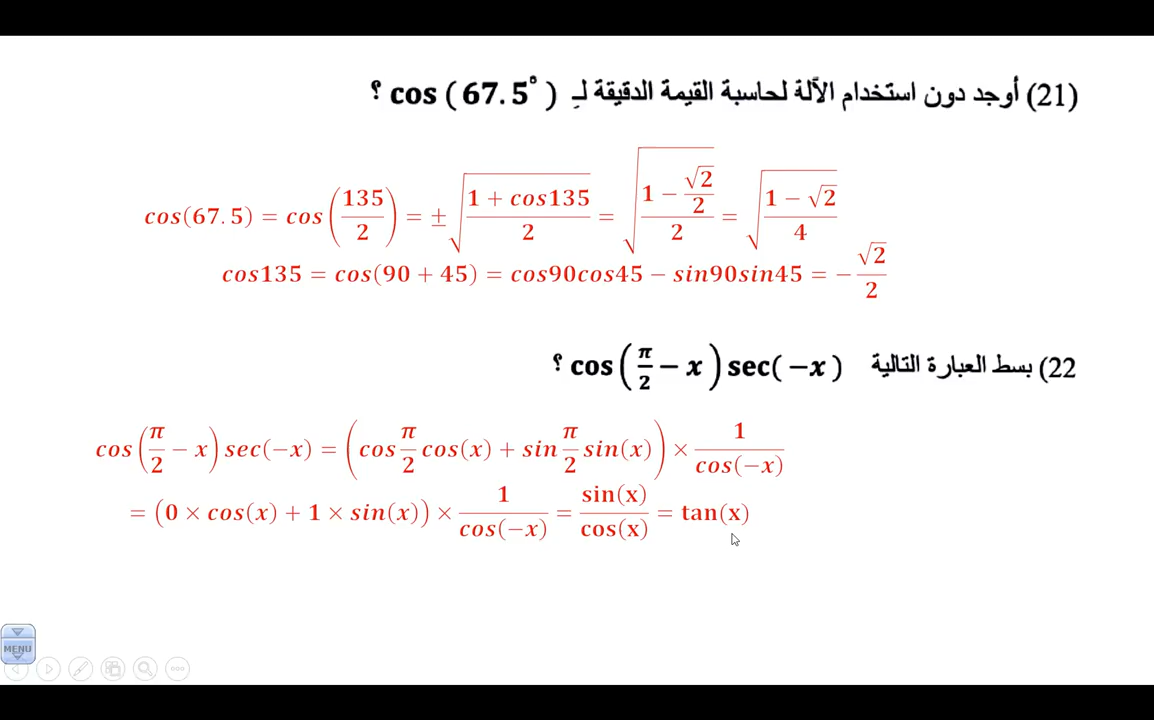 (21) أوجد دون استخدام الآلة لحاسبة القيمة الدقيقة لـِ cos ( 67.5° ) ؟
cos(67.5) = cos(135/2) = ±√((1 + cos135)/2) = √((1 − √2/2)/2) = √((1 − √2)/4)
cos135 = cos(90 + 45) = cos90cos45 − sin90sin45 = −√2/2
22) بسط العبارة التالية cos(π/2 − x) sec(−x) ؟
cos(π/2 − x) sec(−x) = (cos π/2 cos(x) + sin π/2 sin(x)) × 1/cos(−x)
= (0 × cos(x) + 1 × sin(x)) × 1/cos(−x) = sin(x)/cos(x) = tan(x)
MENU